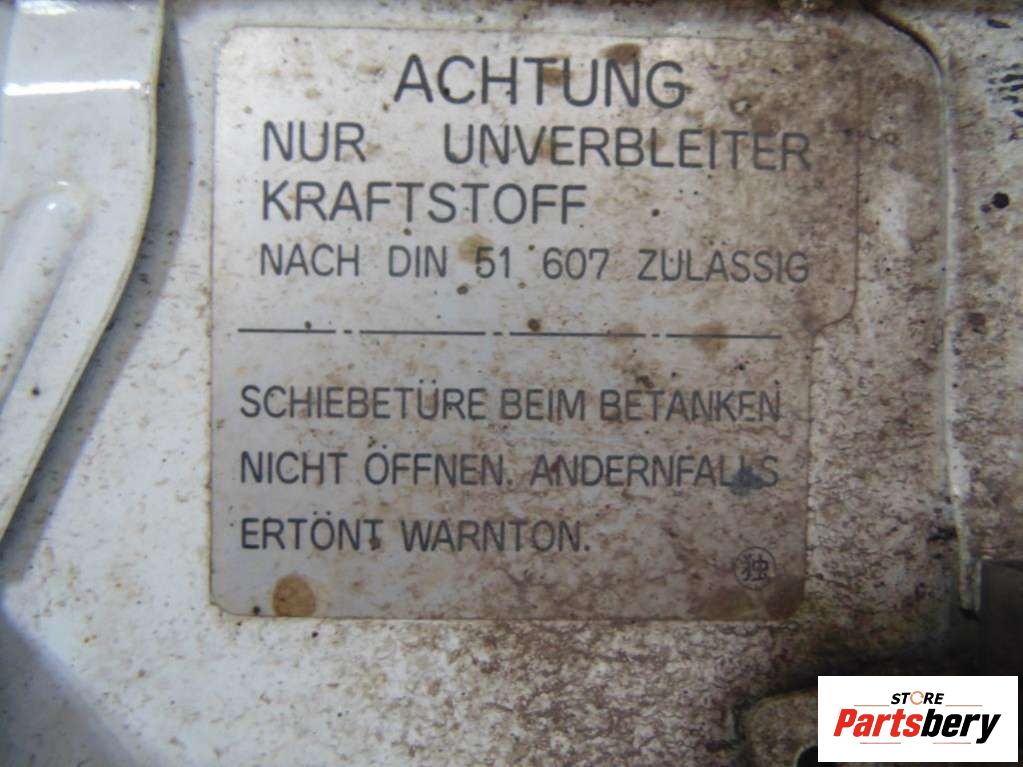 ACHTUNG
NUR UNVERBLEITER
KRAFTSTOFF
NACH DIN 51 607 ZULASSIG
SCHIEBETÜRE BEIM BETANKEN
NICHT ÖFFNEN. ANDERNFALLS
ERTÖNT WARNTON.
独
STORE
Partsbery